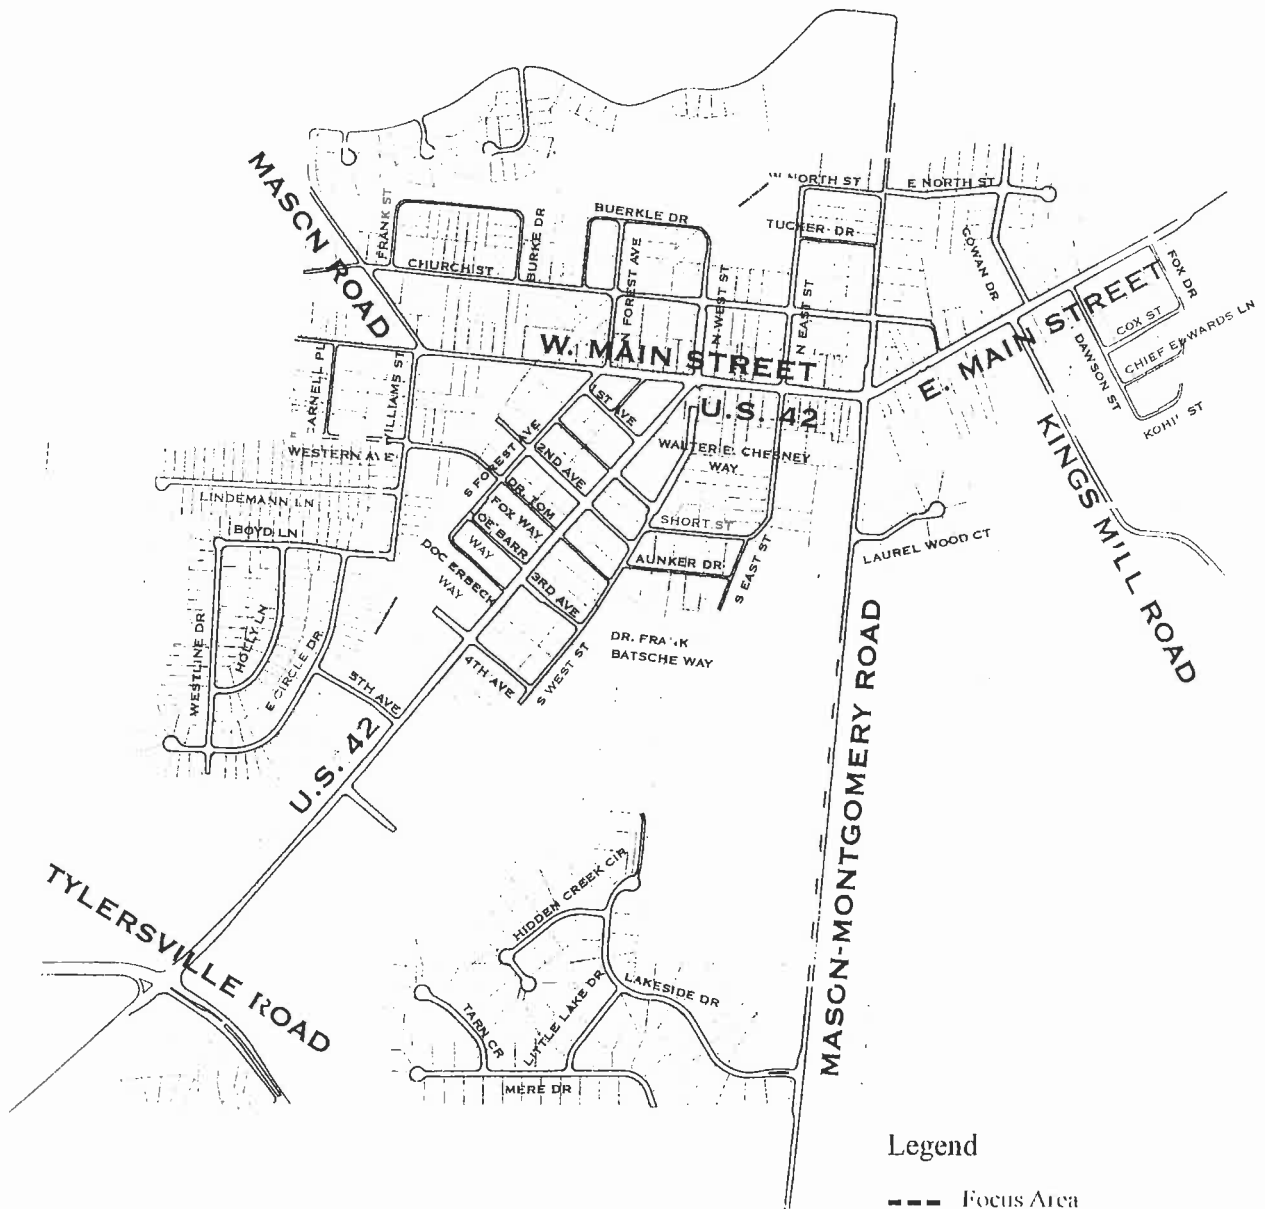 MASON ROAD
FRANK ST
CHURCH ST
BURKE DR
BUERKLE DR
N FOREST AVE
N WEST ST
NORTH ST
TUCKER DR
N EAST ST
E NORTH ST
COWAN DR
FOX DR
COX ST
CHIEF EDWARDS LN
DAWSON ST
E. MAIN STREET
W. MAIN STREET
U.S. 42
KINGS MILL ROAD
ARNELL PL
WILLIAMS ST
WESTERN AVE
LINDEMANN LN
BOYD LN
WESTLINE DR
HOLLY LN
E CIRCLE DR
5TH AVE
S FOREST AVE
1ST AVE
2ND AVE
DR. TOM
FOX WAY
BARR
WAY
DOC ERBECK
WAY
3RD AVE
4TH AVE
S WEST ST
WALTER E. CHESNEY
WAY
SHORT ST
AUNKER DR
S EAST ST
DR. FRANK
BATSCHE WAY
LAUREL WOOD CT
MASON-MONTGOMERY ROAD
U.S. 42
TYLERSVILLE ROAD
HIDDEN CREEK CIR
LAKESIDE DR
LITTLE LAKE DR
TARN CR
MERE DR
Legend
Focus Area